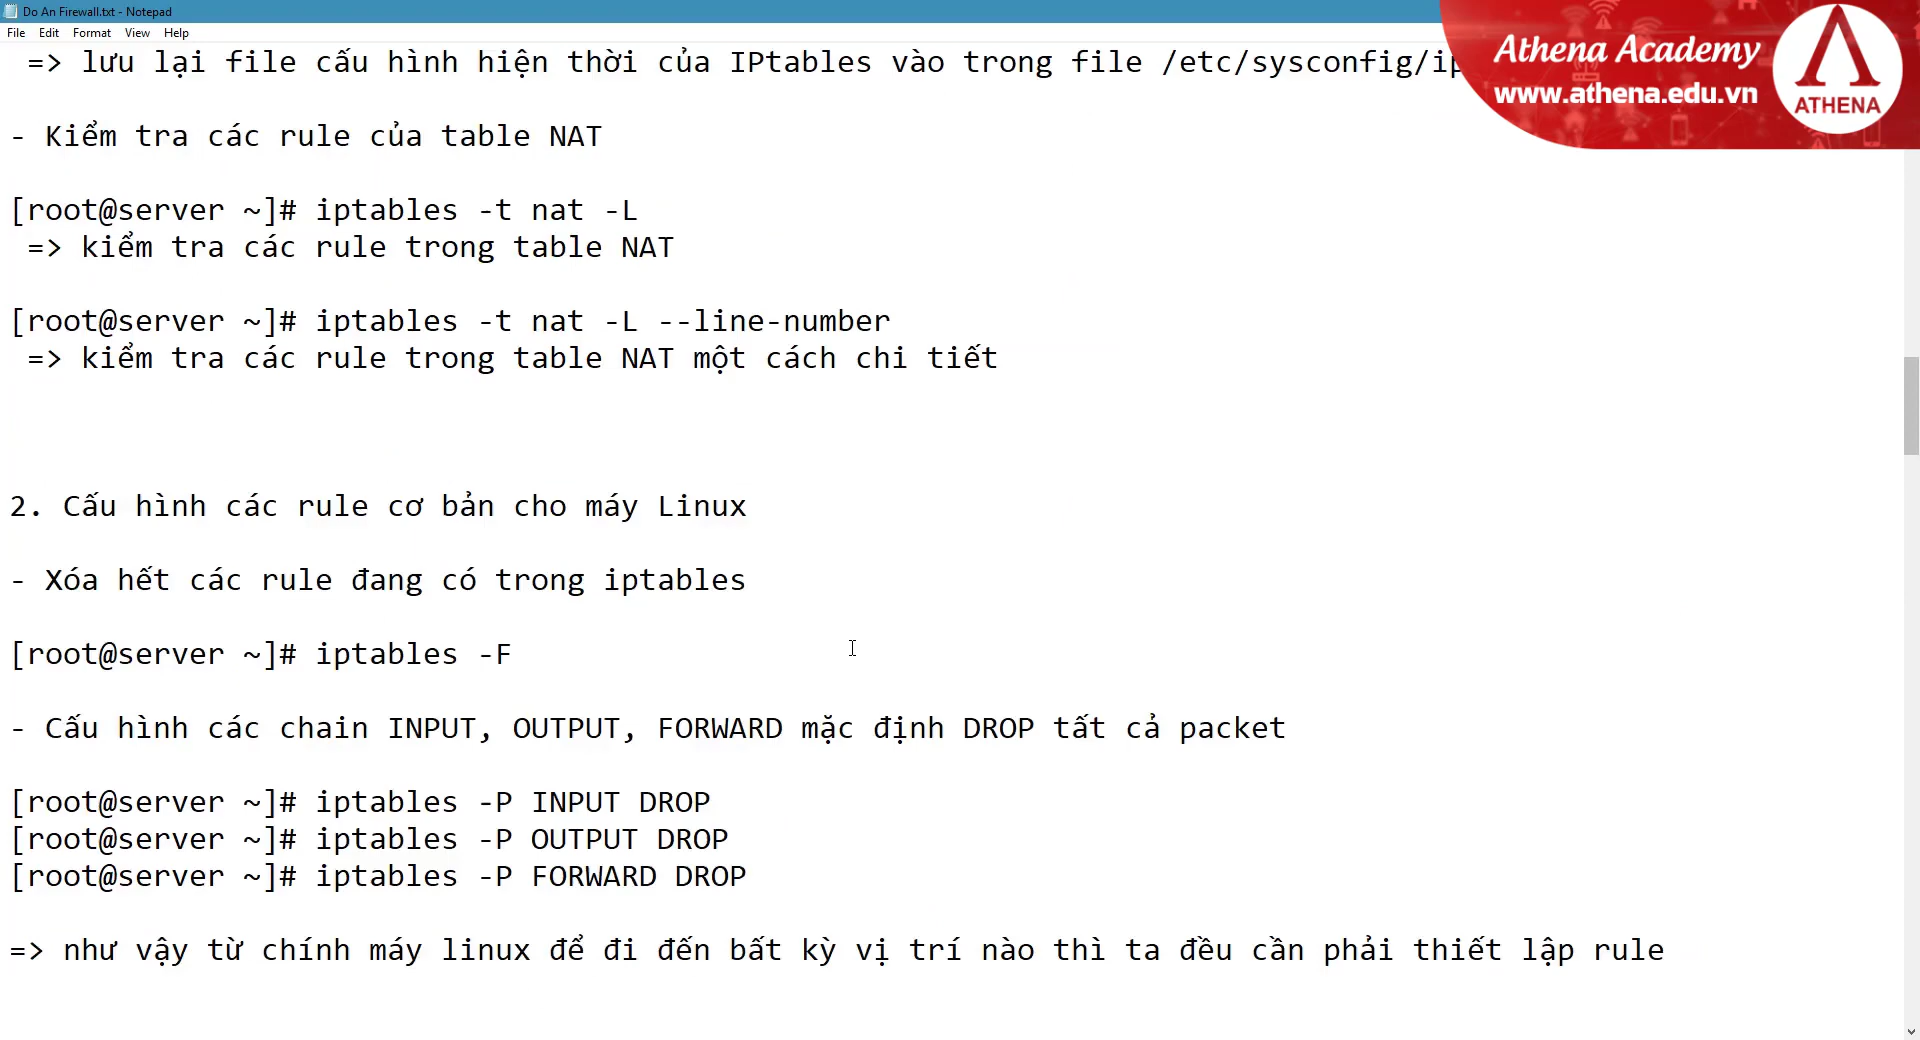 Do An Firewall.txt - Notepad
File Edit Format View Help
Athena Academy
www.athena.edu.vn
ATHENA
=> lưu lại file cấu hình hiện thời của IPtables vào trong file /etc/sysconfig/ip
- Kiểm tra các rule của table NAT
[root@server ~]# iptables -t nat -L
=> kiểm tra các rule trong table NAT
[root@server ~]# iptables -t nat -L --line-number
=> kiểm tra các rule trong table NAT một cách chi tiết
2. Cấu hình các rule cơ bản cho máy Linux
- Xóa hết các rule đang có trong iptables
[root@server ~]# iptables -F
- Cấu hình các chain INPUT, OUTPUT, FORWARD mặc định DROP tất cả packet
[root@server ~]# iptables -P INPUT DROP
[root@server ~]# iptables -P OUTPUT DROP
[root@server ~]# iptables -P FORWARD DROP
=> như vậy từ chính máy linux để đi đến bất kỳ vị trí nào thì ta đều cần phải thiết lập rule